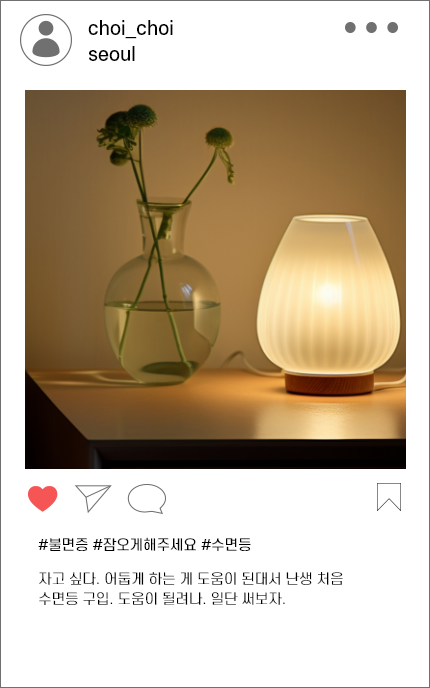 choi_choi
seoul
#불면증 #잠오게해주세요 #수면등
자고 싶다. 어둡게 하는 게 도움이 된대서 난생 처음
수면등 구입. 도움이 될려나. 일단 써보자.